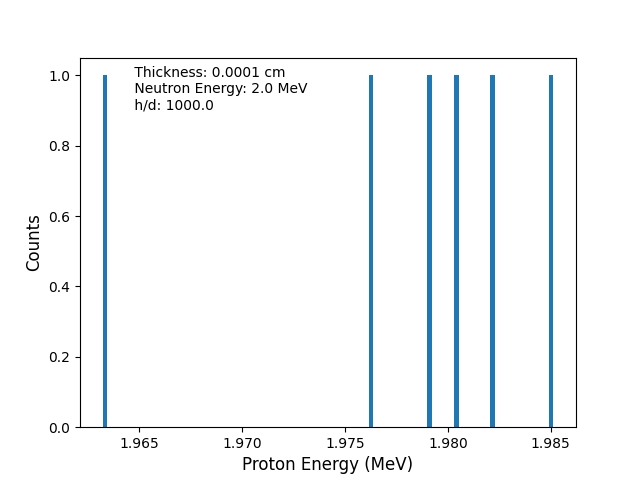 Thickness: 0.0001 cm
Neutron Energy: 2.0 MeV
h/d: 1000.0
1.0
0.8
0.6
0.4
0.2
0.0
Counts
1.965 1.970 1.975 1.980 1.985
Proton Energy (MeV)